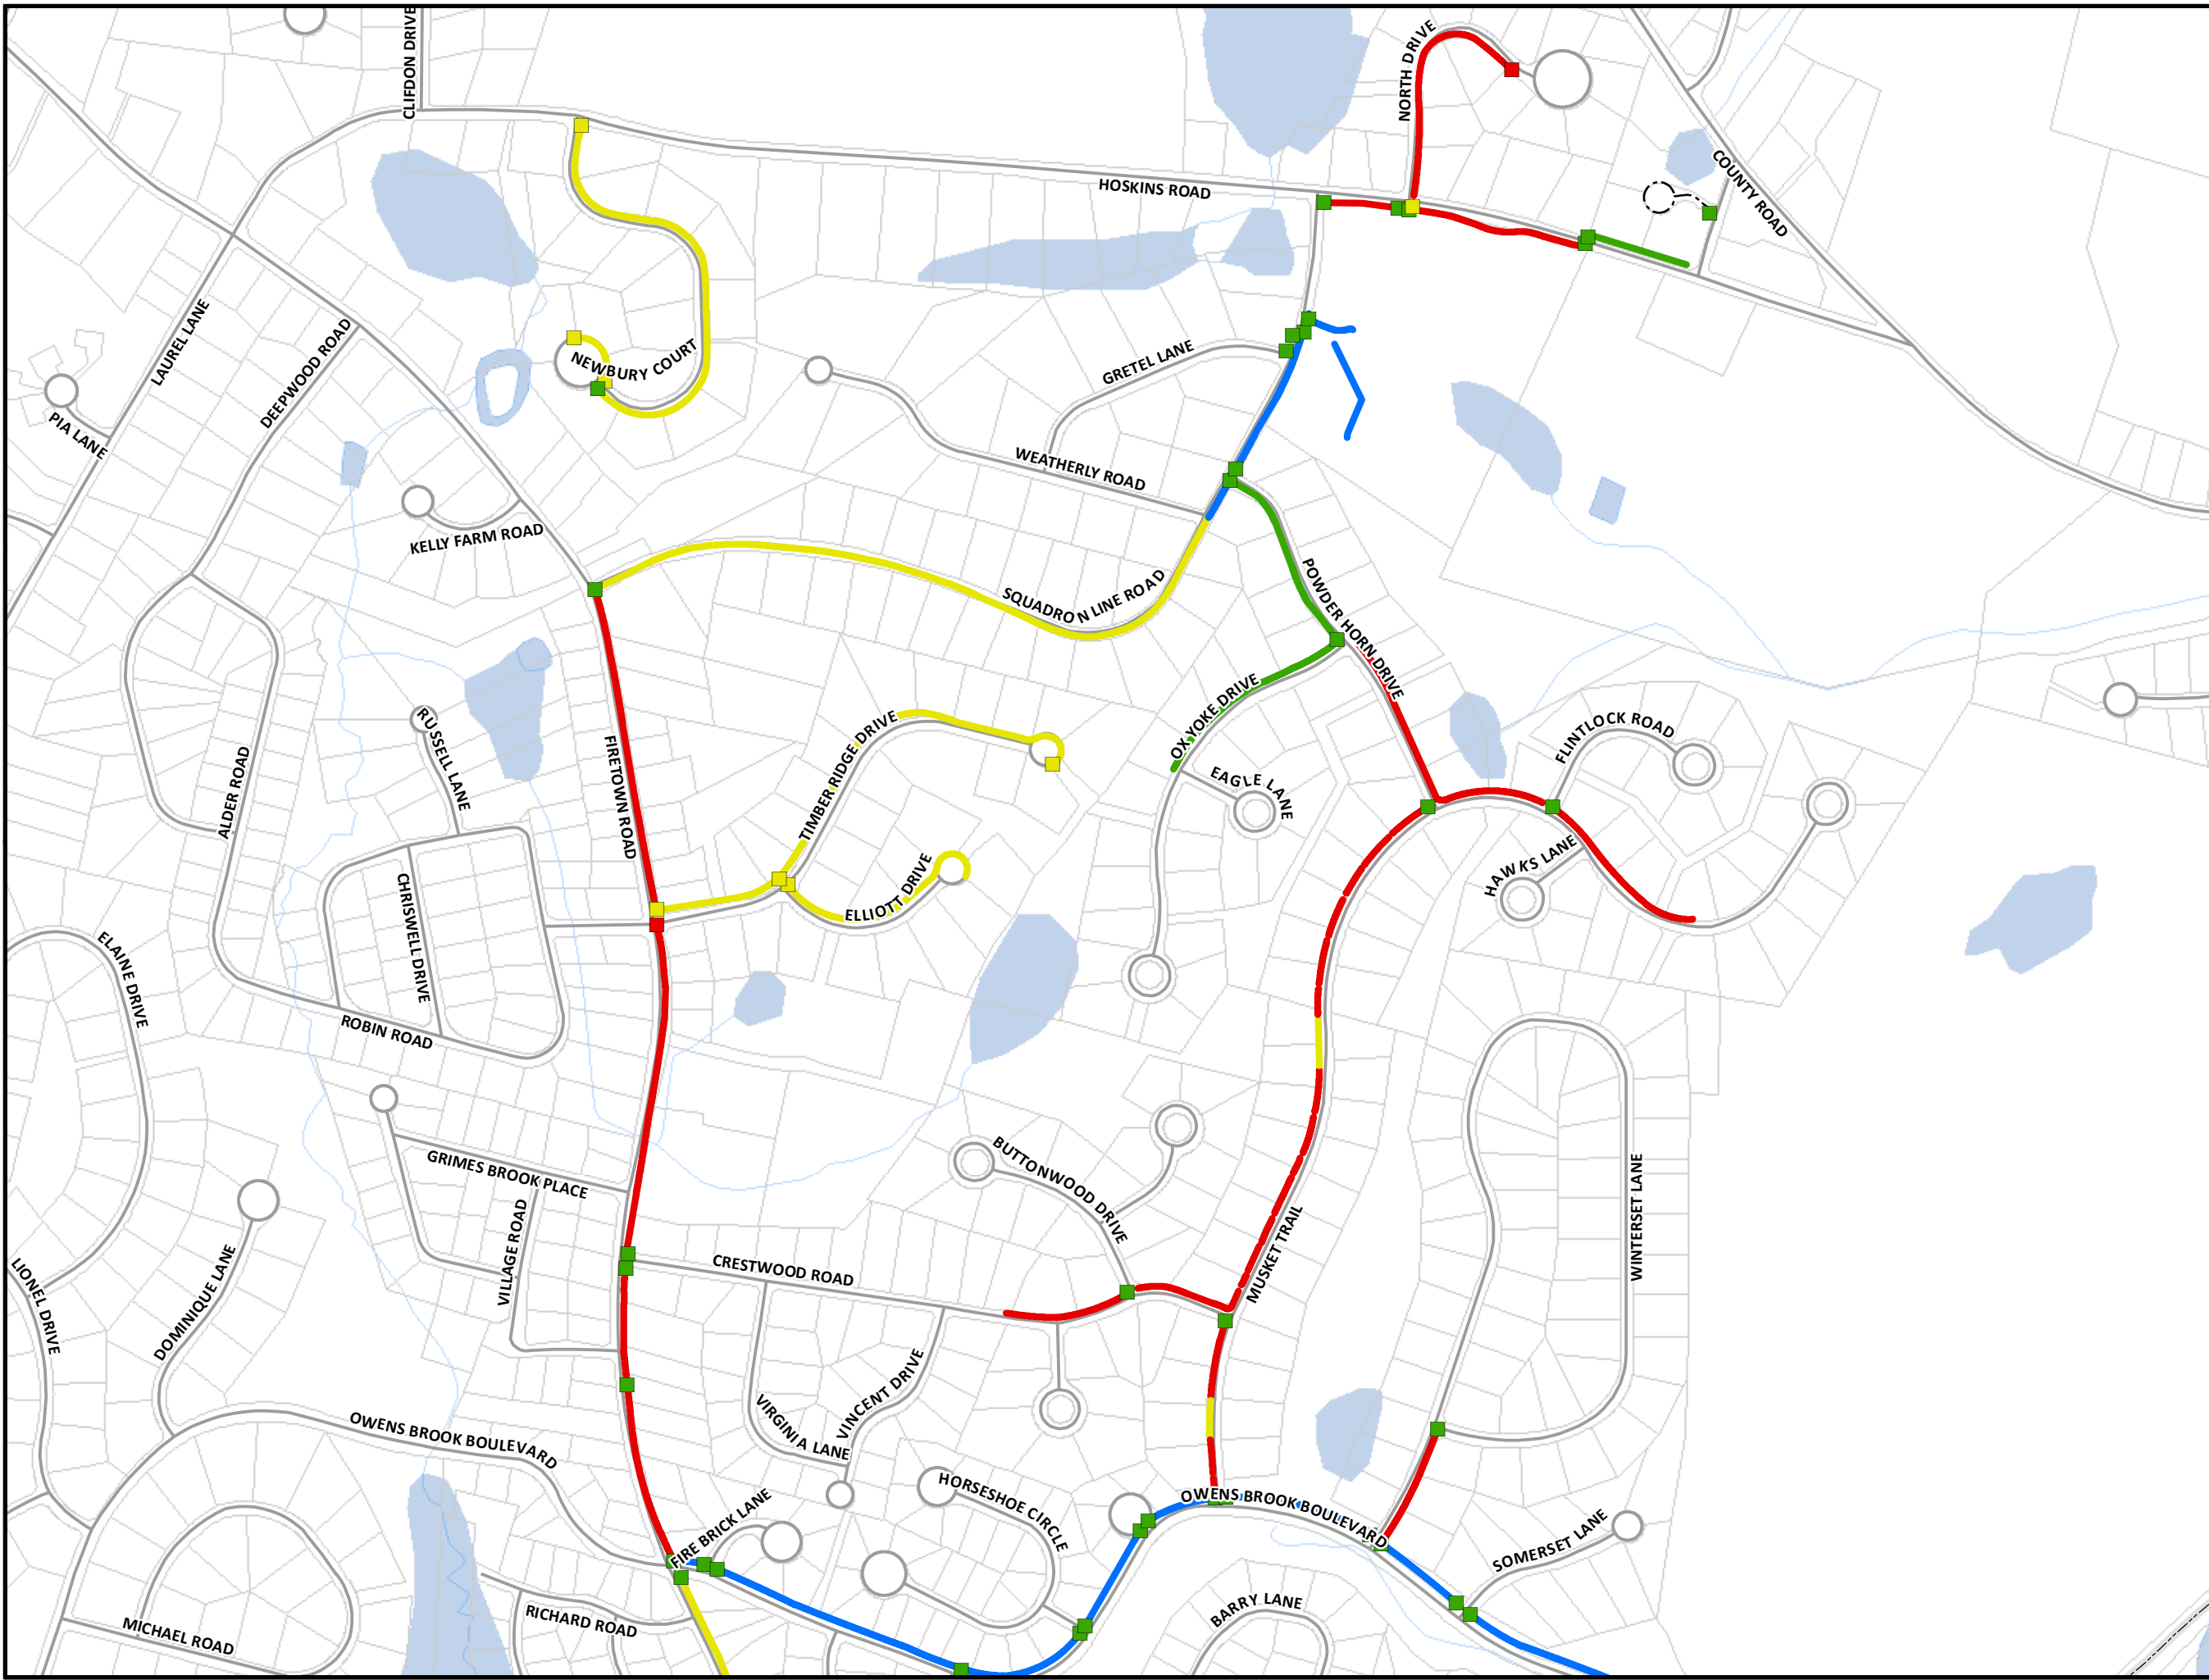 CLIFDON DRIVE
NORTH DRIVE
COUNTY ROAD
HOSKINS ROAD
LAUREL LANE
DEEPWOOD ROAD
NEWBURY COURT
GRETEL LANE
PIA LANE
WEATHERLY ROAD
KELLY FARM ROAD
SQUADRON LINE ROAD
POWDER HORN DRIVE
OX YOKE DRIVE
RUSSELL LANE
FIRETOWN ROAD
TIMBER RIDGE DRIVE
FLINTLOCK ROAD
ALDER ROAD
EAGLE LANE
HAWKS LANE
ELLIOTT DRIVE
CHRISWELL DRIVE
ELAINE DRIVE
ROBIN ROAD
GRIMES BROOK PLACE
BUTTONWOOD DRIVE
WINTERSET LANE
VILLAGE ROAD
MUSKET TRAIL
CRESTWOOD ROAD
LIONEL DRIVE
DOMINIQUE LANE
VIRGINIA LANE
VINCENT DRIVE
OWENS BROOK BOULEVARD
HORSESHOE CIRCLE
OWENS BROOK BOULEVARD
FIRE BRICK LANE
SOMERSET LANE
MICHAEL ROAD
RICHARD ROAD
BARRY LANE